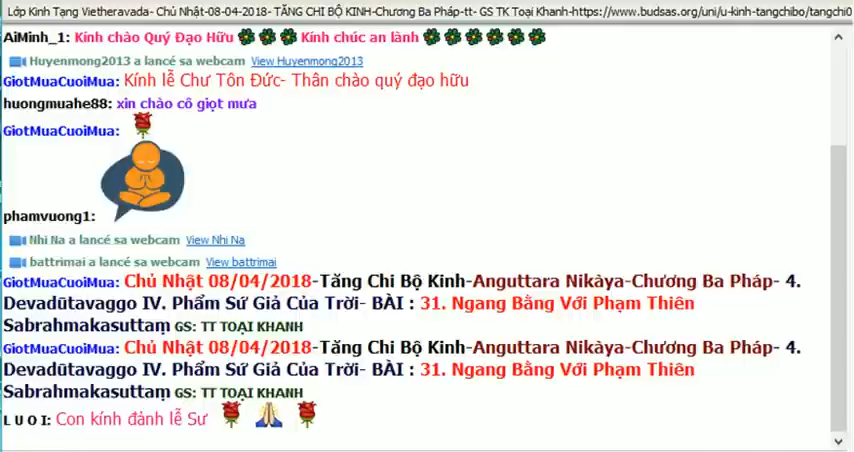 Lớp Kinh Tạng Vietheravada- Chủ Nhật-08-04-2018- TĂNG CHI BỘ KINH-Chương Ba Pháp-tt- GS TK Toại Khanh-https://www.budsas.org/uni/u-kinh-tangchibo/tangchi0
AiMinh_1: Kính chào Quý Đạo Hữu Kính chúc an lành
Huyenmong2013 a lancé sa webcam View Huyenmong2013
GiotMuaCuoiMua: Kính lễ Chư Tôn Đức- Thân chào quý đạo hữu
huongmuahe88: xin chào cô giọt mưa
GiotMuaCuoiMua:
phamvuong1:
Nhi Na a lancé sa webcam View Nhi Na
battrimai a lancé sa webcam View battrimai
GiotMuaCuoiMua: Chủ Nhật 08/04/2018-Tăng Chi Bộ Kinh-Anguttara Nikàya-Chương Ba Pháp- 4.
Devadūtavaggo IV. Phẩm Sứ Giả Của Trời- BÀI : 31. Ngang Bằng Với Phạm Thiên
Sabrahmakasuttaṃ GS: TT TOẠI KHANH
GiotMuaCuoiMua: Chủ Nhật 08/04/2018-Tăng Chi Bộ Kinh-Anguttara Nikàya-Chương Ba Pháp- 4.
Devadūtavaggo IV. Phẩm Sứ Giả Của Trời- BÀI : 31. Ngang Bằng Với Phạm Thiên
Sabrahmakasuttaṃ GS: TT TOẠI KHANH
L U O I: Con kính đảnh lễ Sư